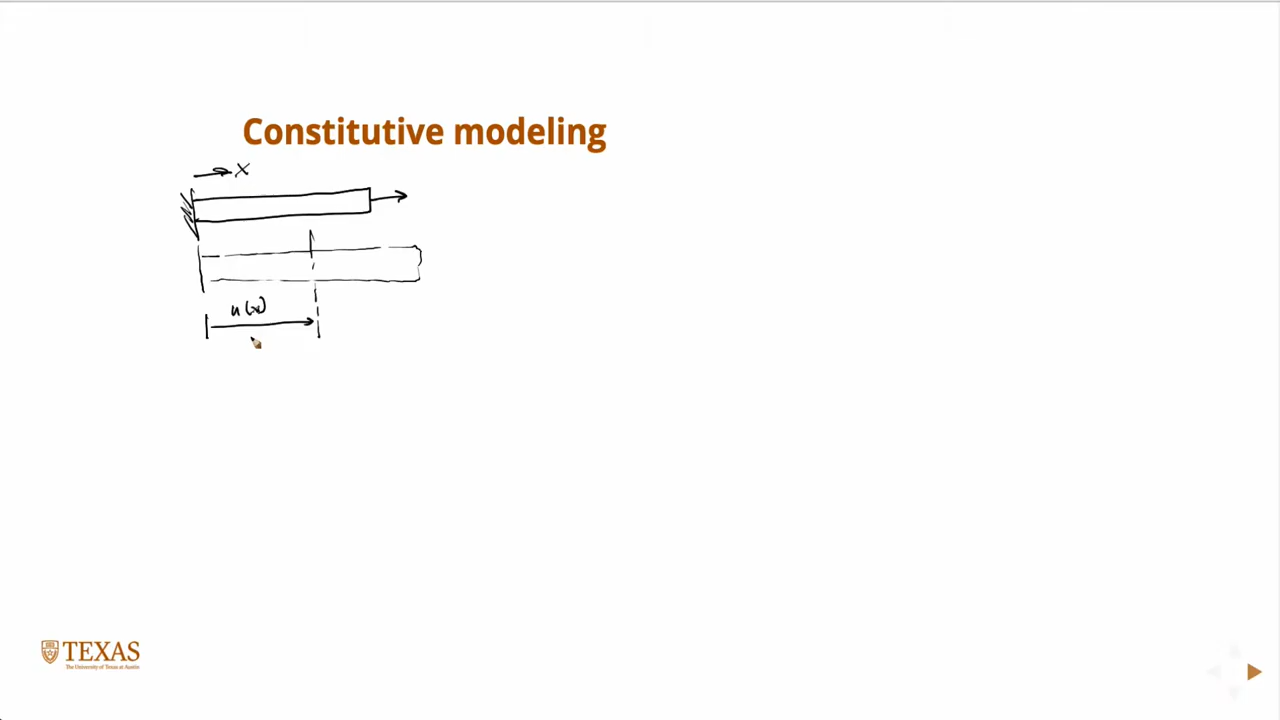 Constitutive modeling
x
u(x)
TEXAS
The University of Texas at Austin